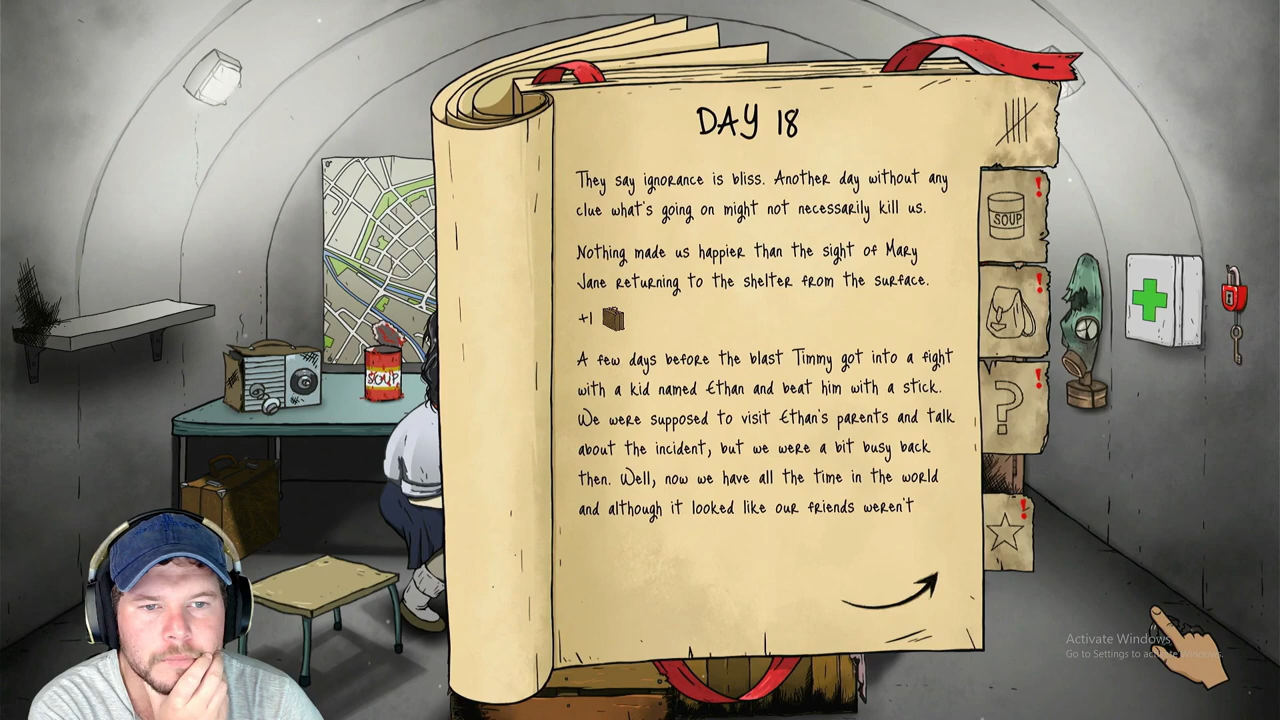 DAY 18
They say ignorance is bliss. Another day without any
clue what's going on might not necessarily kill us.
Nothing made us happier than the sight of Mary
Jane returning to the shelter from the surface.
+1
A few days before the blast Timmy got into a fight
with a kid named Ethan and beat him with a stick.
We were supposed to visit Ethan's parents and talk
about the incident, but we were a bit busy back
then. Well, now we have all the time in the world
and although it looked like our friends weren't
!
SOUP
!
!
?
!
SOUP
Activate Windows
Go to Settings to activate Windows.